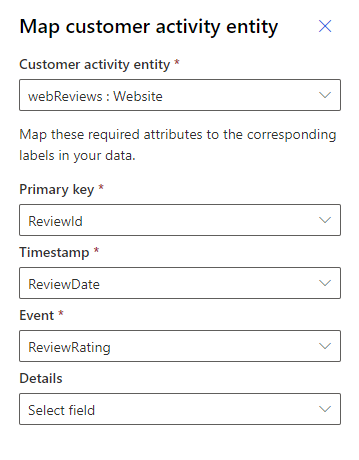 Map customer activity entity
Customer activity entity *
webReviews : Website
Map these required attributes to the corresponding
labels in your data.
Primary key *
ReviewId
Timestamp *
ReviewDate
Event *
ReviewRating
Details
Select field